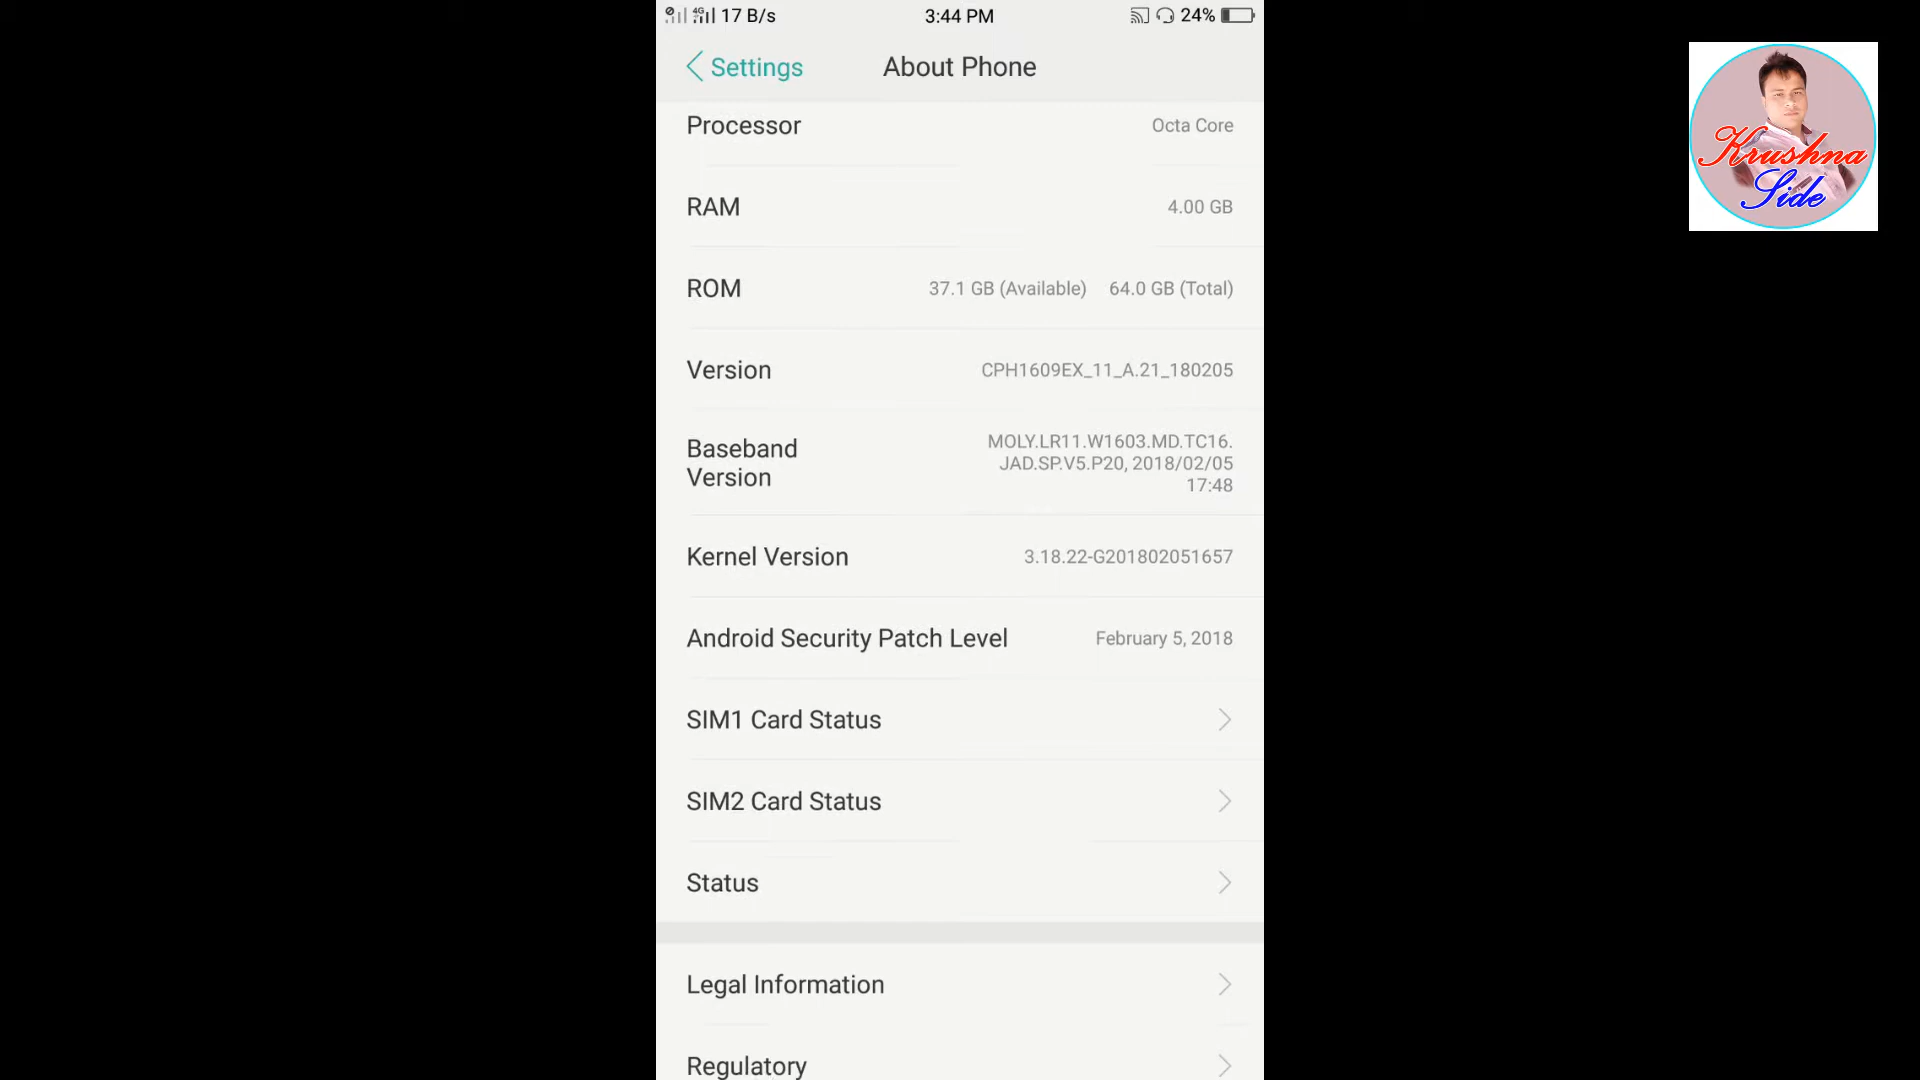 4G 17 B/s 3:44 PM 24%
Settings About Phone
Processor Octa Core
RAM 4.00 GB
ROM 37.1 GB (Available) 64.0 GB (Total)
Version CPH1609EX_11_A.21_180205
Baseband Version MOLY.LR11.W1603.MD.TC16.
JAD.SP.V5.P20, 2018/02/05
17:48
Kernel Version 3.18.22-G201802051657
Android Security Patch Level February 5, 2018
SIM1 Card Status
SIM2 Card Status
Status
Legal Information
Regulatory
Krushna
Side